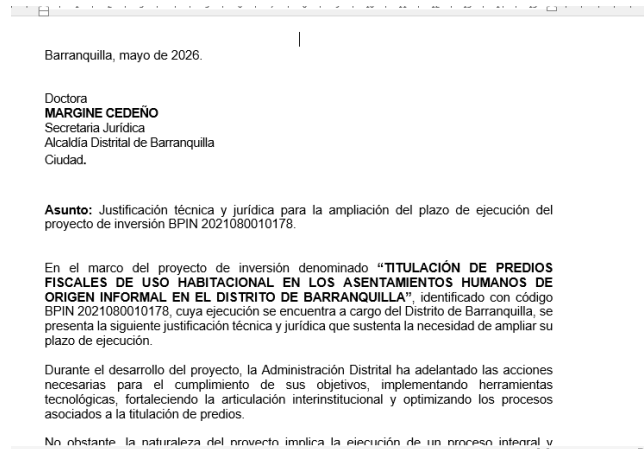 Barranquilla, mayo de 2026.
Doctora
MARGINE CEDEÑO
Secretaria Jurídica
Alcaldía Distrital de Barranquilla
Ciudad.
Asunto: Justificación técnica y jurídica para la ampliación del plazo de ejecución del
proyecto de inversión BPIN 2021080010178.
En el marco del proyecto de inversión denominado “TITULACIÓN DE PREDIOS
FISCALES DE USO HABITACIONAL EN LOS ASENTAMIENTOS HUMANOS DE
ORIGEN INFORMAL EN EL DISTRITO DE BARRANQUILLA”, identificado con código
BPIN 2021080010178, cuya ejecución se encuentra a cargo del Distrito de Barranquilla, se
presenta la siguiente justificación técnica y jurídica que sustenta la necesidad de ampliar su
plazo de ejecución.
Durante el desarrollo del proyecto, la Administración Distrital ha adelantado las acciones
necesarias para el cumplimiento de sus objetivos, implementando herramientas
tecnológicas, fortaleciendo la articulación interinstitucional y optimizando los procesos
asociados a la titulación de predios.
No obstante, la naturaleza del proyecto implica la ejecución de un proceso integral y